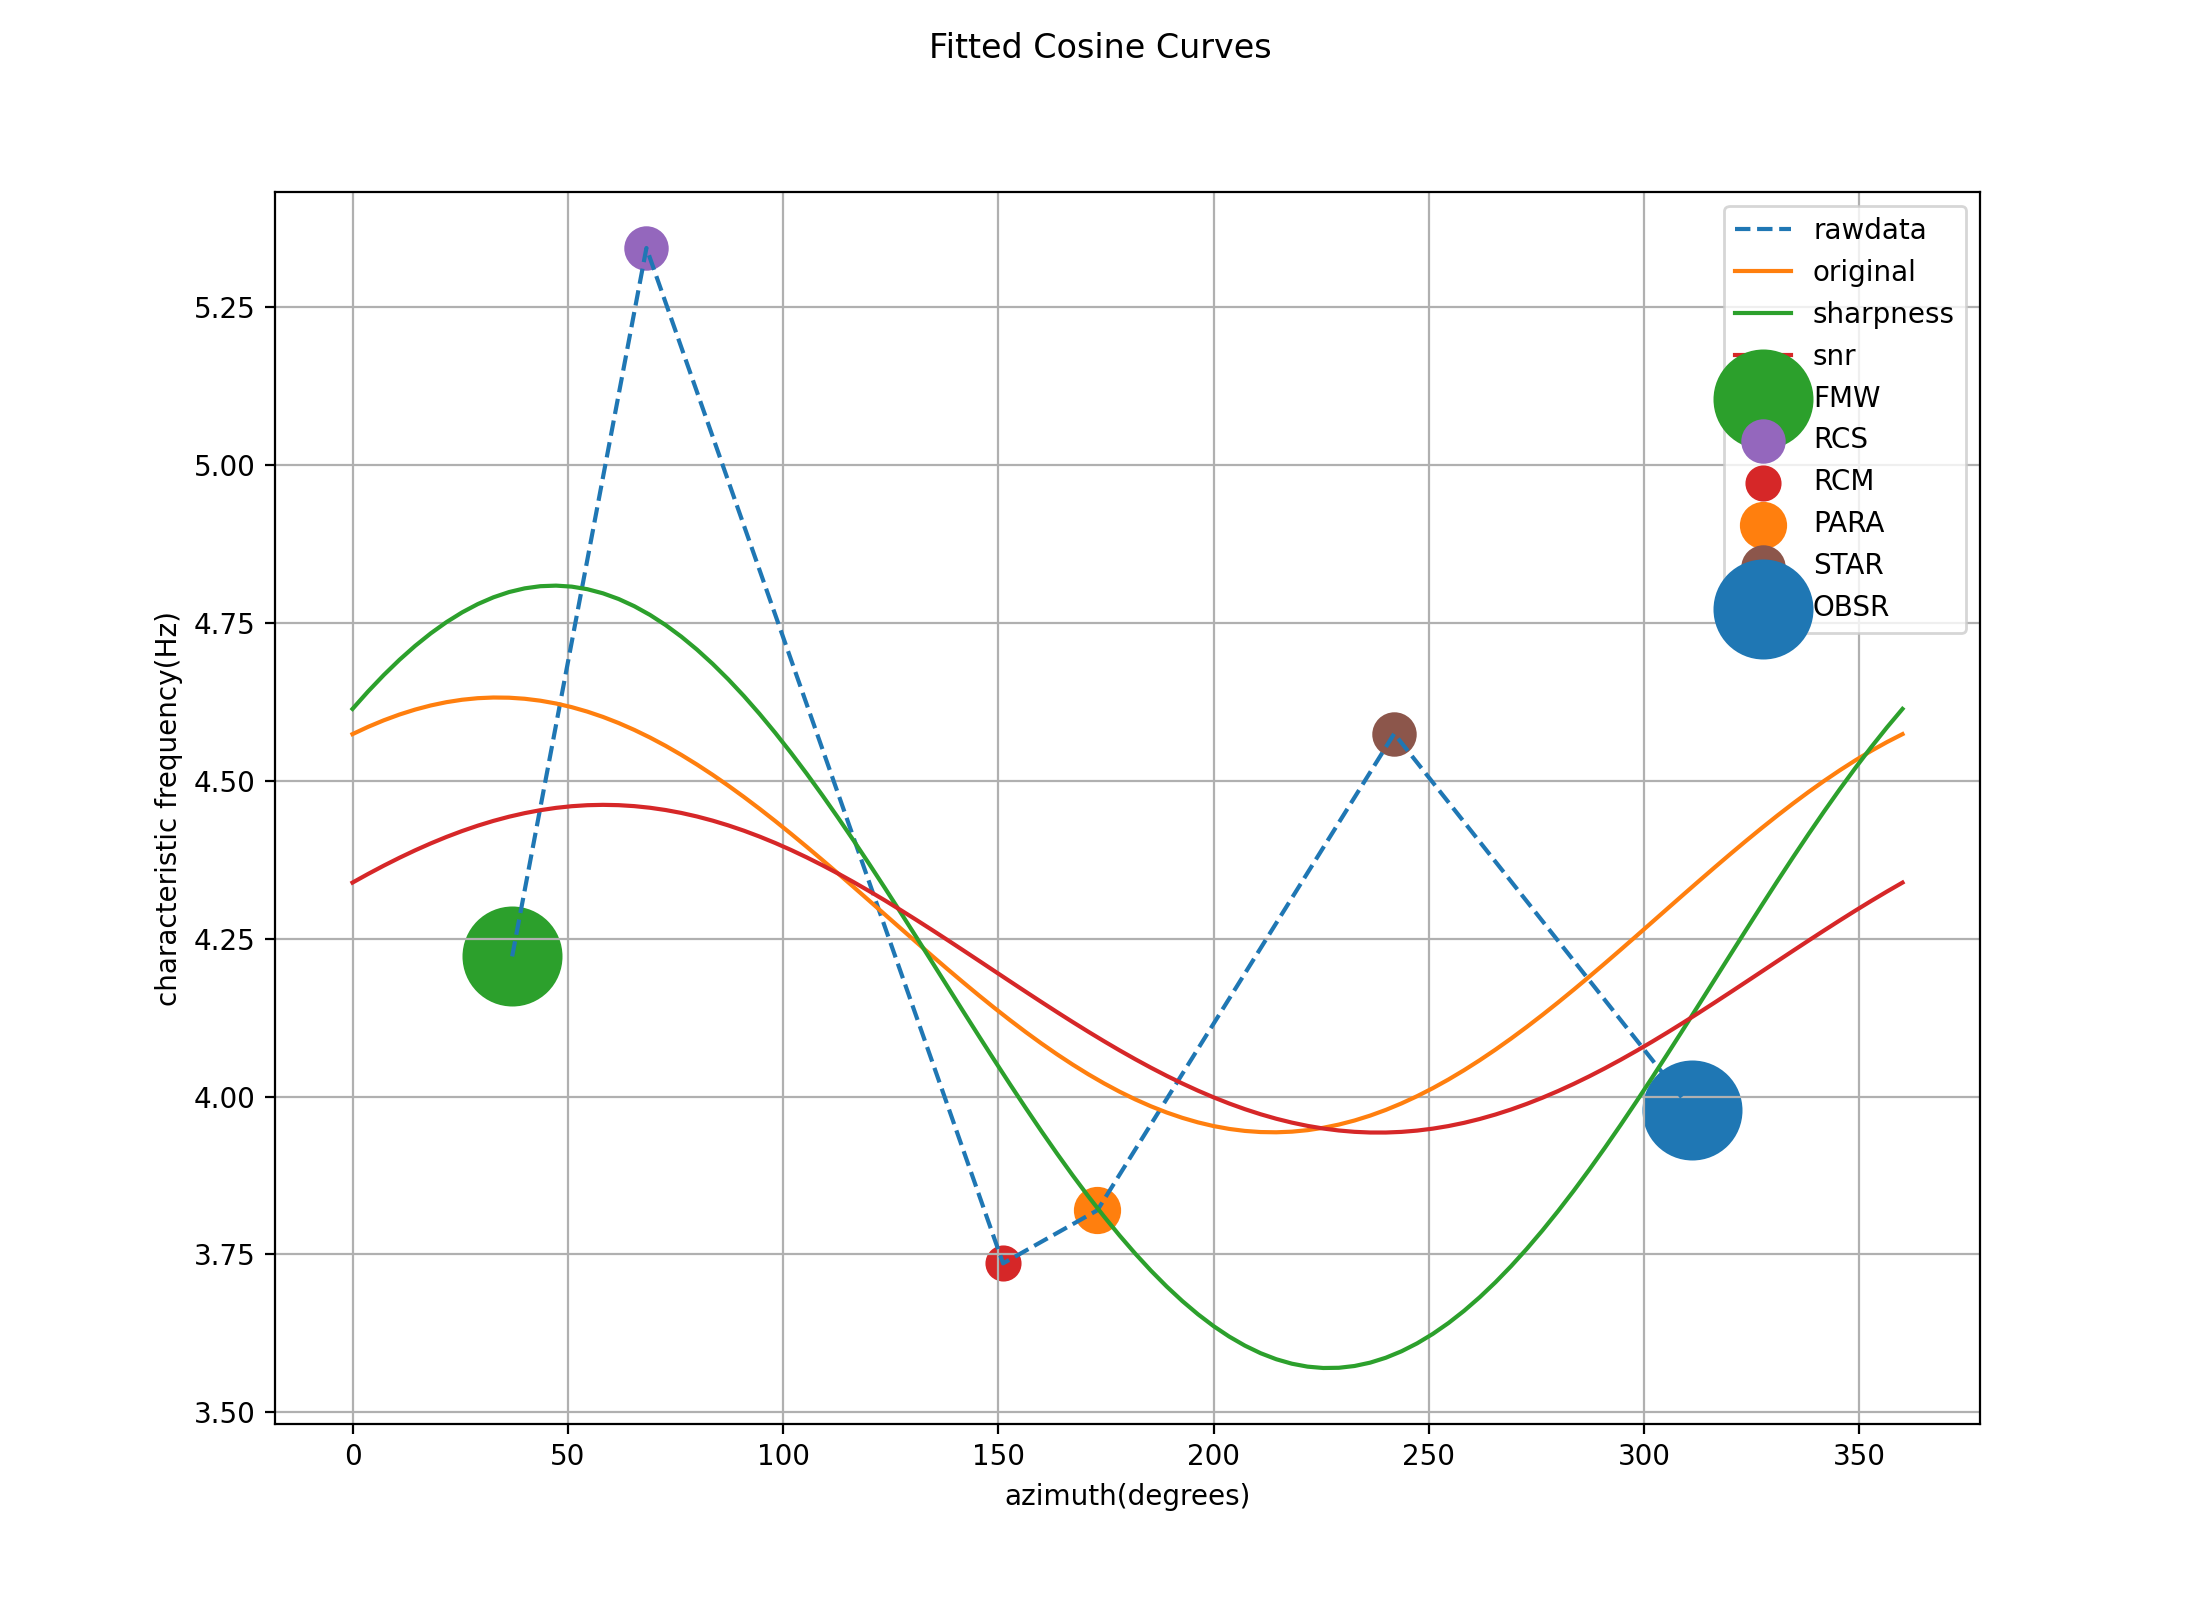 Fitted Cosine Curves
rawdata
original
sharpness
snr
FMW
RCS
RCM
PARA
STAR
OBSR
characteristic frequency(Hz)
5.25
5.00
4.75
4.50
4.25
4.00
3.75
3.50
0 50 100 150 200 250 300 350
azimuth(degrees)